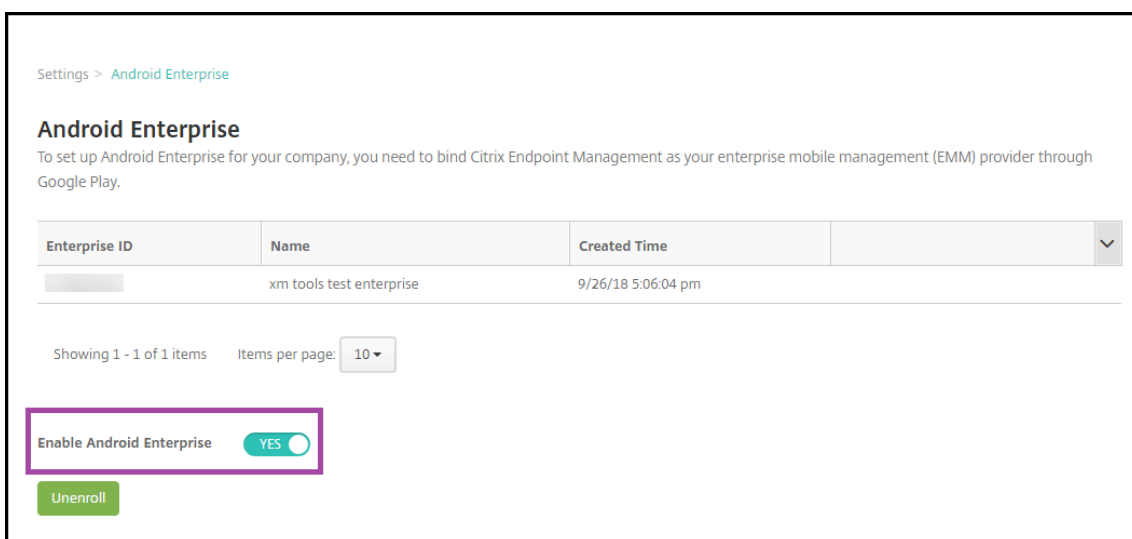 Settings > Android Enterprise
Android Enterprise
To set up Android Enterprise for your company, you need to bind Citrix Endpoint Management as your enterprise mobile management (EMM) provider through
Google Play.
Enterprise ID Name Created Time
xm tools test enterprise 9/26/18 5:06:04 pm
Showing 1 - 1 of 1 items Items per page: 10
Enable Android Enterprise YES
Unenroll